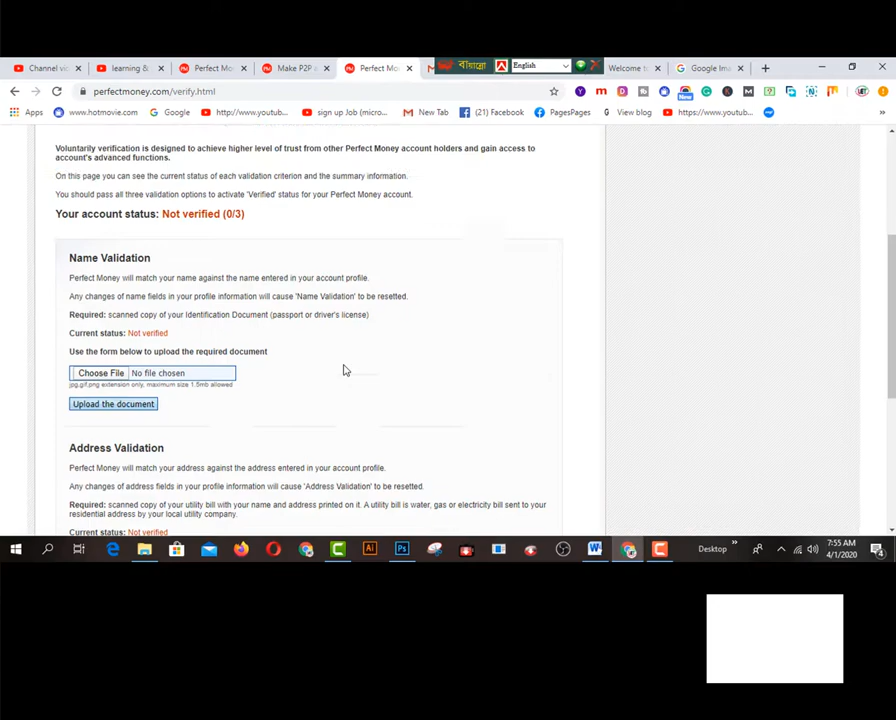 Channel vi
learning &
Perfect Mo
Make P2P a
Perfect Mo
English
Welcome t
Google Ima
perfectmoney.com/verify.html
Apps
www.hotmovie.com
Google
http://www.youtub...
sign up Job (micro...
New Tab
(21) Facebook
PagesPages
View blog
https://www.youtub...
Voluntarily verification is designed to achieve higher level of trust from other Perfect Money account holders and gain access to
account's advanced functions.
On this page you can see the current status of each validation criterion and the summary information.
You should pass all three validation options to activate 'Verified' status for your Perfect Money account.
Your account status: Not verified (0/3)
Name Validation
Perfect Money will match your name against the name entered in your account profile.
Any changes of name fields in your profile information will cause 'Name Validation' to be resetted.
Required: scanned copy of your Identification Document (passport or driver's license)
Current status: Not verified
Use the form below to upload the required document
Choose File No file chosen
jpg,gif,png extension only, maximum size 1.5mb allowed
Upload the document
Address Validation
Perfect Money will match your address against the address entered in your account profile.
Any changes of address fields in your profile information will cause 'Address Validation' to be resetted.
Required: scanned copy of your utility bill with your name and address printed on it. A utility bill is water, gas or electricity bill sent to your
residential address by your local utility company.
Current status: Not verified
Desktop
7:55 AM
4/1/2020